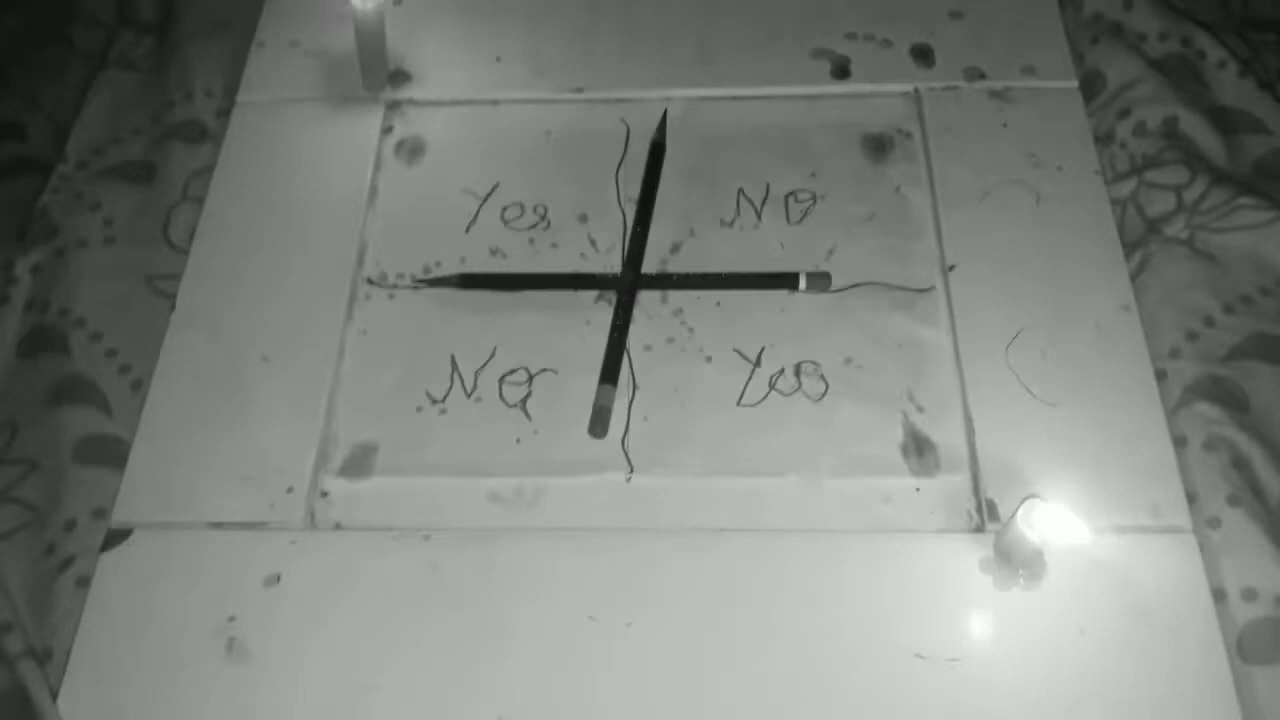 Yes NO
No Yes